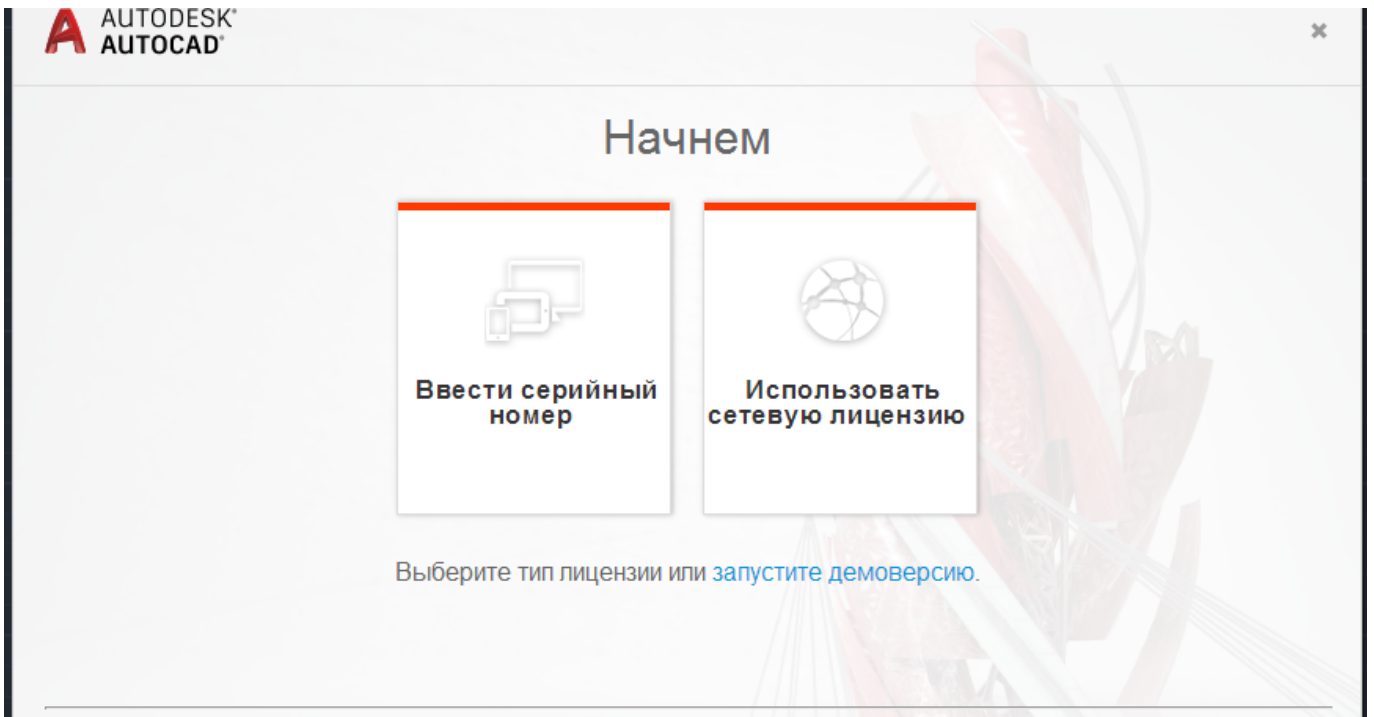 AUTODESK®
AUTOCAD®
Начнем
Ввести серийный
номер
Использовать
сетевую лицензию
Выберите тип лицензии или запустите демоверсию.